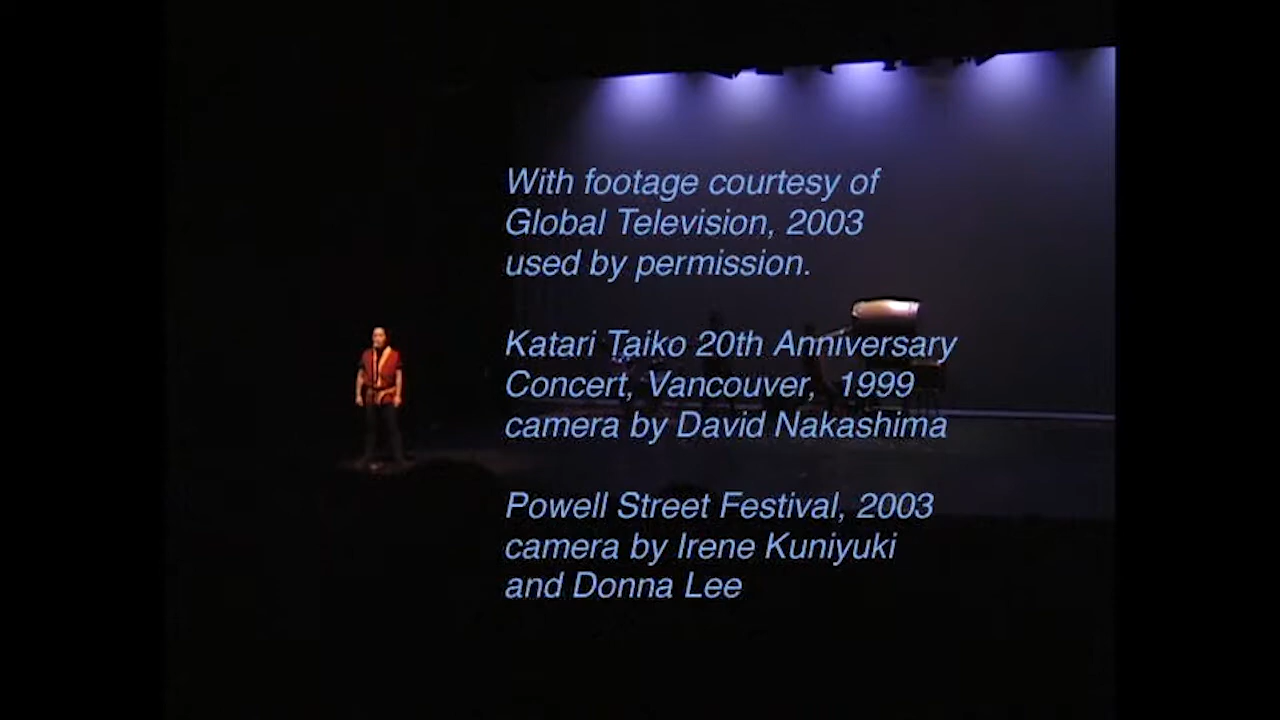 With footage courtesy of
Global Television, 2003
used by permission.
Katari Taiko 20th Anniversary
Concert, Vancouver, 1999
camera by David Nakashima
Powell Street Festival, 2003
camera by Irene Kuniyuki
and Donna Lee